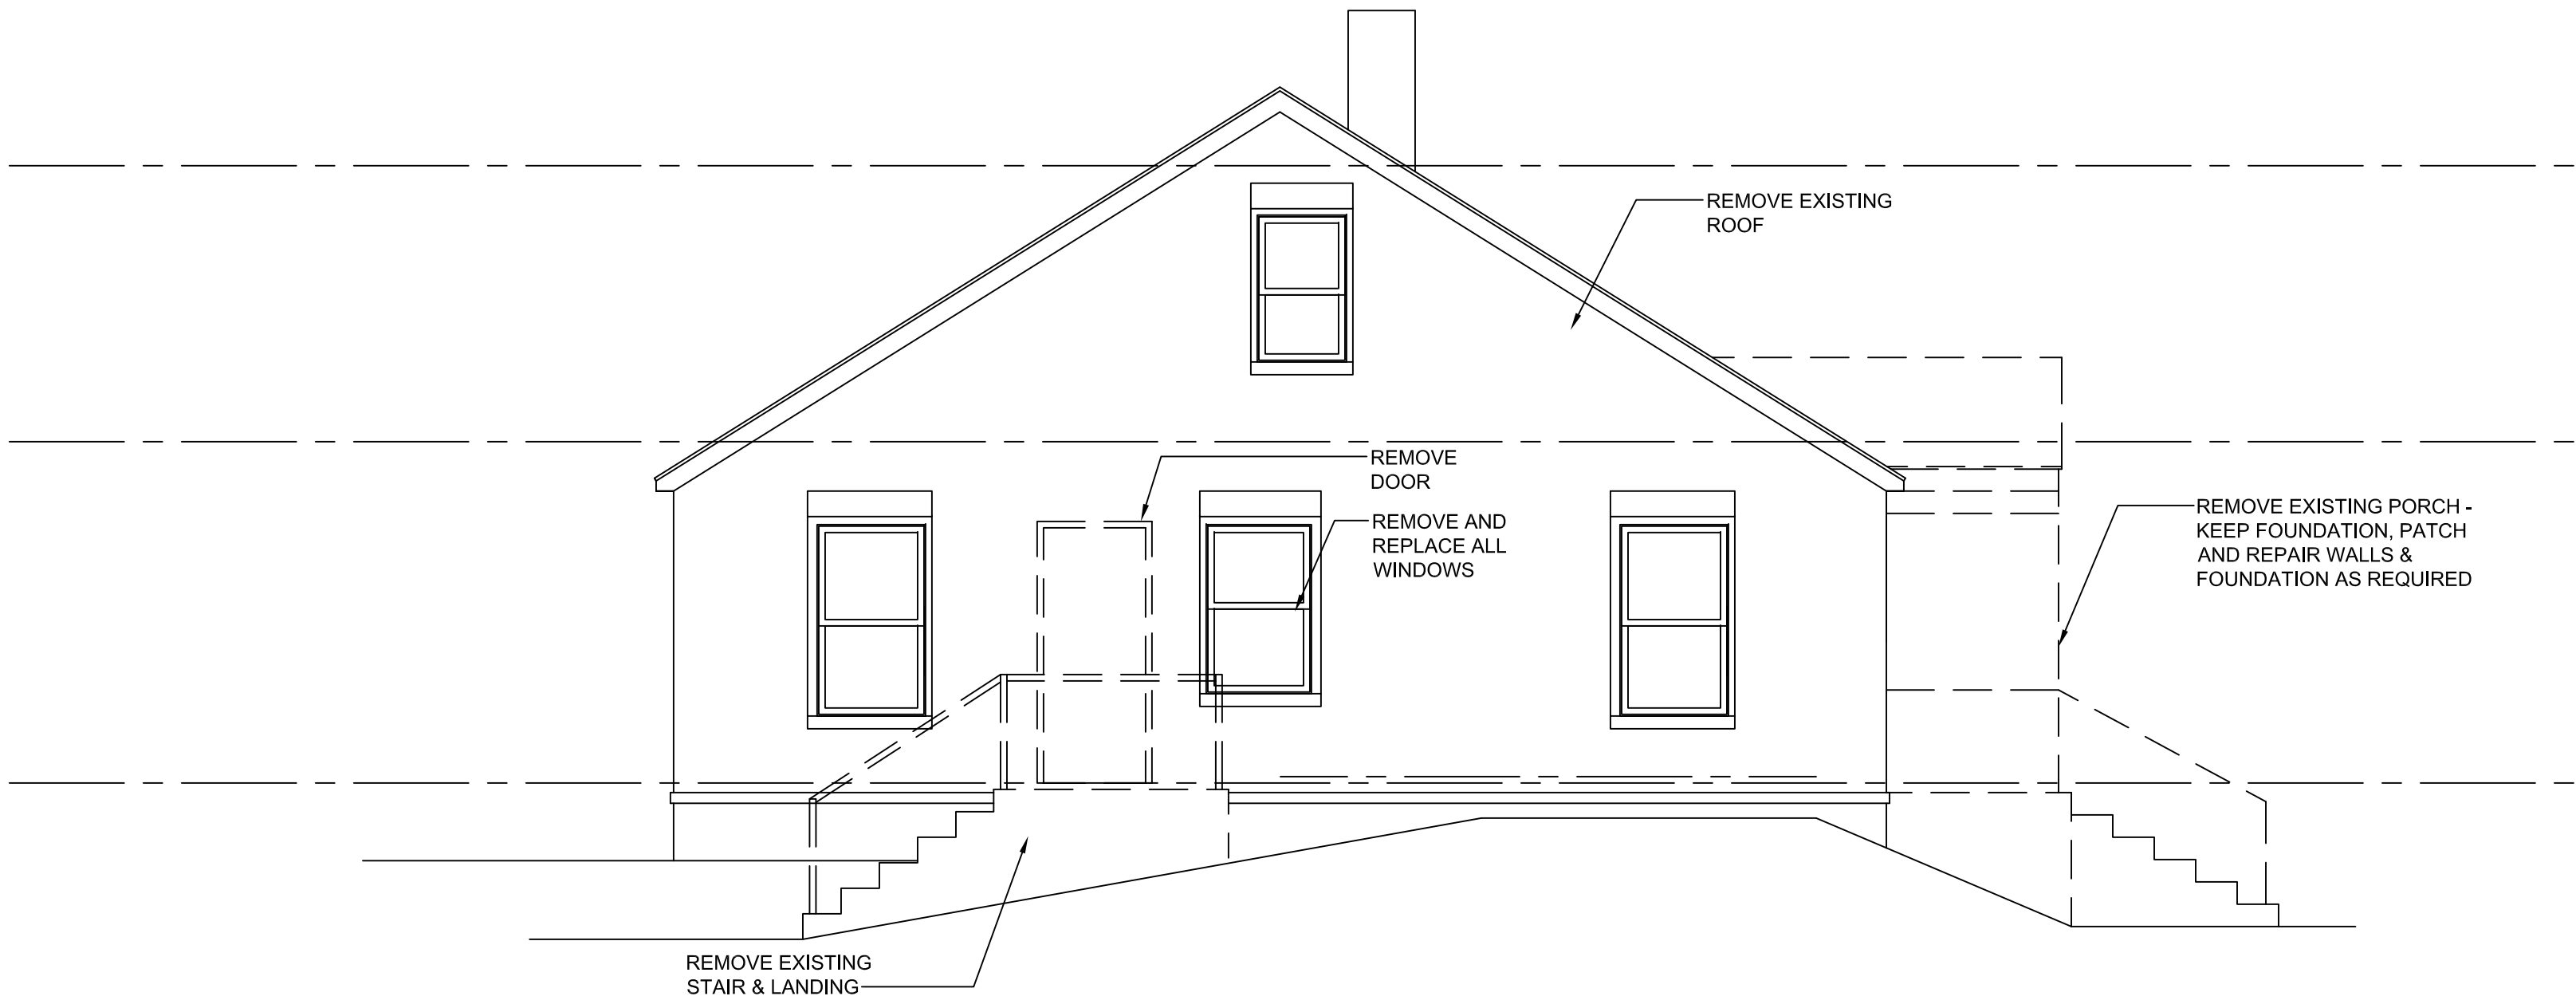 REMOVE EXISTING
ROOF
REMOVE
DOOR
REMOVE AND
REPLACE ALL
WINDOWS
REMOVE EXISTING PORCH -
KEEP FOUNDATION, PATCH
AND REPAIR WALLS &
FOUNDATION AS REQUIRED
REMOVE EXISTING
STAIR & LANDING